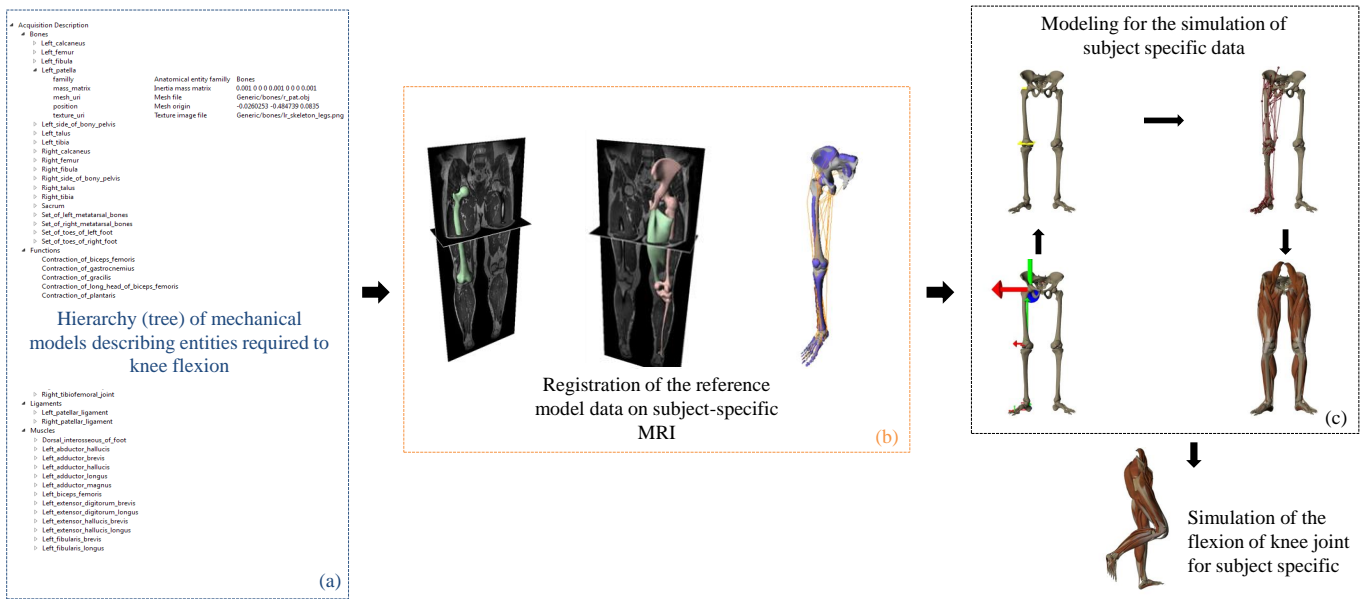 Acquisition Description
Bones
Left_calcaneus
Left_femur
Left_fibula
Left_patella
familly Anatomical entity familly Bones
mass_matrix Inertia mass matrix 0.001 0 0 0 0.001 0 0 0 0.001
mesh_uri Mesh file Generic/bones/r_pat.obj
position Mesh origin -0.0260253 -0.484739 0.0835
texture_uri Texture image file Generic/bones/lr_skeleton_legs.png
Left_side_of_bony_pelvis
Left_talus
Left_tibia
Right_calcaneus
Right_femur
Right_fibula
Right_side_of_bony_pelvis
Right_talus
Right_tibia
Sacrum
Set_of_left_metatarsal_bones
Set_of_right_metatarsal_bones
Set_of_toes_of_left_foot
Set_of_toes_of_right_foot
Functions
Contraction_of_biceps_femoris
Contraction_of_gastrocnemius
Contraction_of_gracilis
Contraction_of_long_head_of_biceps_femoris
Contraction_of_plantaris
Hierarchy (tree) of mechanical
models describing entities required to
knee flexion
Right_tibiofemoral_joint
Ligaments
Left_patellar_ligament
Right_patellar_ligament
Muscles
Dorsal_interosseous_of_foot
Left_abductor_hallucis
Left_adductor_brevis
Left_adductor_hallucis
Left_adductor_longus
Left_adductor_magnus
Left_biceps_femoris
Left_extensor_digitorum_brevis
Left_extensor_digitorum_longus
Left_extensor_hallucis_brevis
Left_extensor_hallucis_longus
Left_fibularis_brevis
Left_fibularis_longus
(a)
Registration of the reference
model data on subject-specific
MRI
(b)
Modeling for the simulation of
subject specific data
(c)
Simulation of the
flexion of knee joint
for subject specific